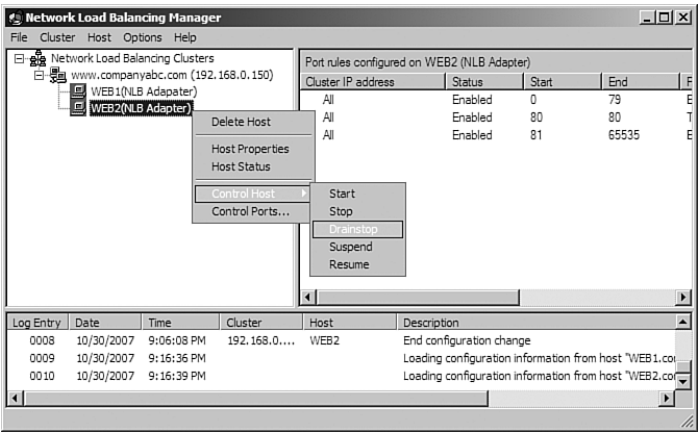 Network Load Balancing Manager
File Cluster Host Options Help
Network Load Balancing Clusters
www.companyabc.com (192.168.0.150)
WEB1(NLB Adapater)
WEB2(NLB Adapter)
Delete Host
Host Properties
Host Status
Control Host
Control Ports...
Start
Stop
Drainstop
Suspend
Resume
Port rules configured on WEB2 (NLB Adapter)
Cluster IP address Status Start End
All Enabled 0 79
All Enabled 80 80
All Enabled 81 65535
Log Entry Date Time Cluster Host Description
0008 10/30/2007 9:06:08 PM 192.168.0.... WEB2 End configuration change
0009 10/30/2007 9:16:36 PM Loading configuration information from host "WEB1.co
0010 10/30/2007 9:16:39 PM Loading configuration information from host "WEB2.co